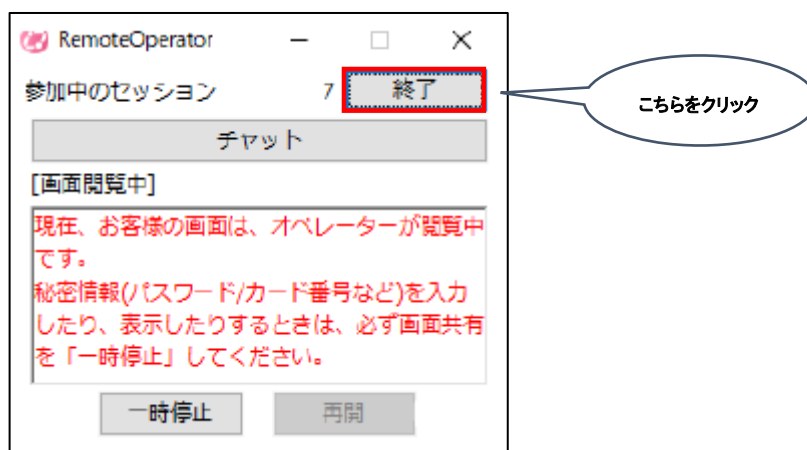 RemoteOperator
参加中のセッション 7 終了
こちらをクリック
チャット
[画面閲覧中]
現在、お客様の画面は、オペレーターが閲覧中
です。
秘密情報(パスワード/カード番号など)を入力
したり、表示したりするときは、必ず画面共有
を「一時停止」してください。
一時停止 再開